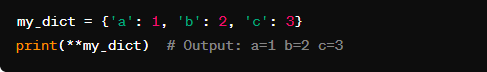 my_dict = {'a': 1, 'b': 2, 'c': 3}
print(**my_dict)  # Output: a=1 b=2 c=3